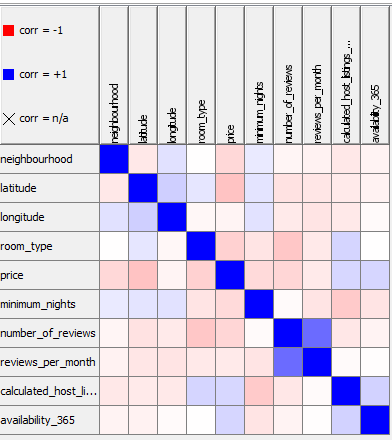 corr = -1
corr = +1
corr = n/a
neighbourhood
latitude
longitude
room_type
price
minimum_nights
number_of_reviews
reviews_per_month
calculated_host_listings_...
availability_365
neighbourhood
latitude
longitude
room_type
price
minimum_nights
number_of_reviews
reviews_per_month
calculated_host_li...
availability_365